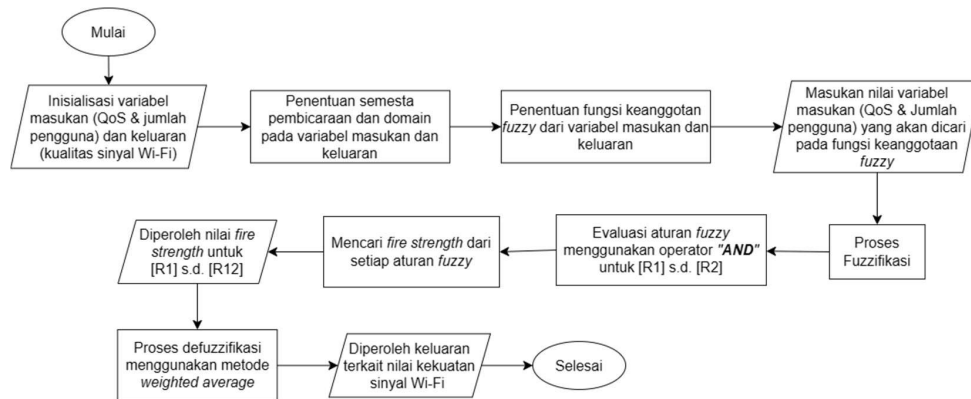 Mulai
Inisialisasi variabel
masukan (QoS & jumlah
pengguna) dan keluaran
(kualitas sinyal Wi-Fi)
Penentuan semesta
pembicaraan dan domain
pada variabel masukan dan
keluaran
Penentuan fungsi keanggotan
fuzzy dari variabel masukan dan
keluaran
Masukan nilai variabel
masukan (QoS & Jumlah
pengguna) yang akan dicari
pada fungsi keanggotaan
fuzzy
Proses
Fuzzifikasi
Evaluasi aturan fuzzy
menggunakan operator "AND"
untuk [R1] s.d. [R2]
Mencari fire strength dari
setiap aturan fuzzy
Diperoleh nilai fire
strength untuk
[R1] s.d. [R12]
Proses defuzzifikasi
menggunakan metode
weighted average
Diperoleh keluaran
terkait nilai kekuatan
sinyal Wi-Fi
Selesai